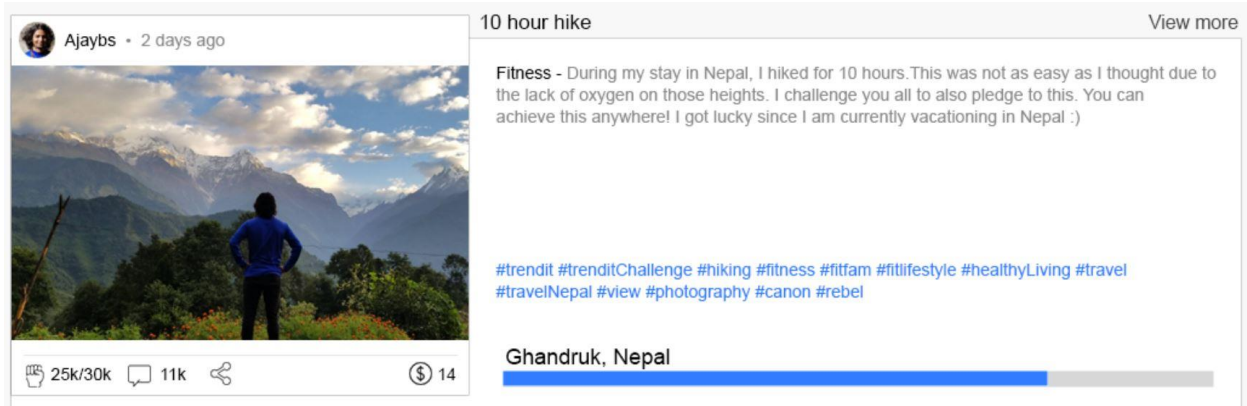 Ajaybs • 2 days ago
10 hour hike
View more
Fitness - During my stay in Nepal, I hiked for 10 hours.This was not as easy as I thought due to
the lack of oxygen on those heights. I challenge you all to also pledge to this. You can
achieve this anywhere! I got lucky since I am currently vacationing in Nepal :)
#trendit #trenditChallenge #hiking #fitness #fitfam #fitlifestyle #healthyLiving #travel
#travelNepal #view #photography #canon #rebel
Ghandruk, Nepal
25k/30k 11k $ 14